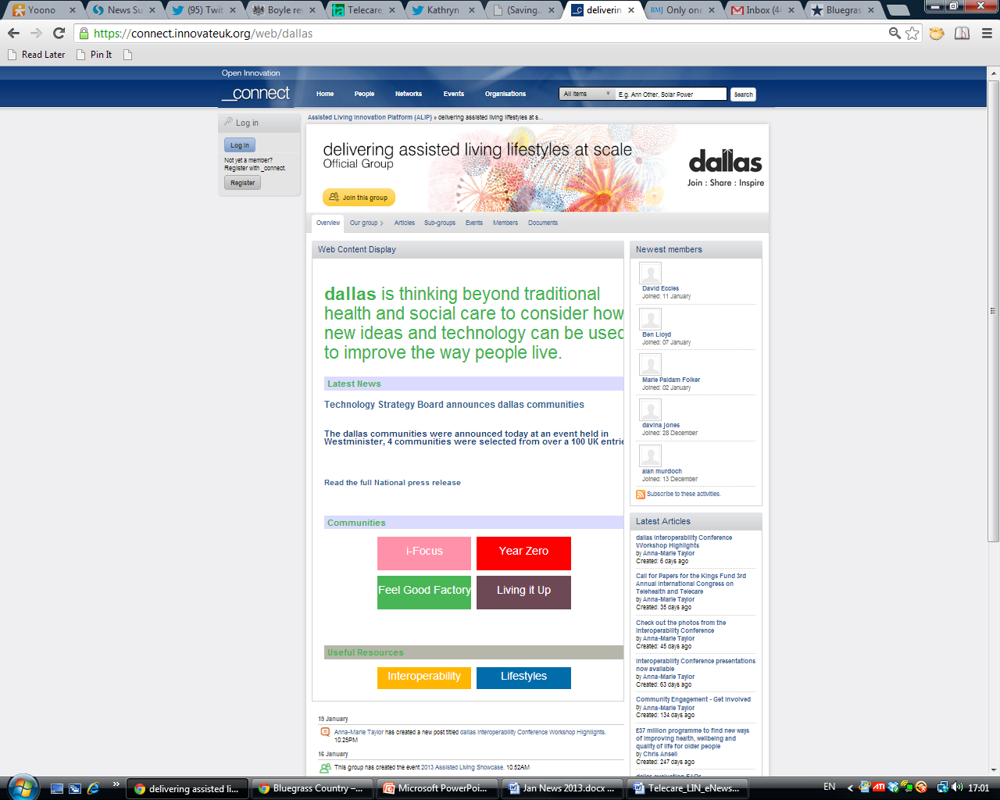 Yoono
News Su
(95) Twit
Boyle re
Telecare,
Kathryn
(Saving...
deliverin
BMJ Only one
Inbox (4
Bluegras
https://connect.innovateuk.org/web/dallas
Read Later
Pin It
Open Innovation
_connect
Home People Networks Events Organisations
All Items
E.g. Ann Other, Solar Power
Search
Log in
Log in
Not yet a member?
Register with _connect.
Register
Assisted Living Innovation Platform (ALIP) » delivering assisted living lifestyles at s...
delivering assisted living lifestyles at scale
Official Group
Join this group
dallas
Join : Share : Inspire
Overview Our group Articles Sub-groups Events Members Documents
Web Content Display
dallas is thinking beyond traditional
health and social care to consider how
new ideas and technology can be used
to improve the way people live.
Latest News
Technology Strategy Board announces dallas communities
The dallas communities were announced today at an event held in
Westminister, 4 communities were selected from over a 100 UK entrie
Read the full National press release
Communities
i-Focus
Year Zero
Feel Good Factory
Living it Up
Useful Resources
Interoperability
Lifestyles
19 January
Anna-Marie Taylor has created a new post titled dallas Interoperability Conference Workshop Highlights.
10:25PM
16 January
This group has created the event 2013 Assisted Living Showcase. 10:52AM
Newest members
David Eccles
Joined: 11 January
Ben Lloyd
Joined: 07 January
Marie Paldam Folker
Joined: 02 January
davina jones
Joined: 28 December
alan murdoch
Joined: 13 December
Subscribe to these activities.
Latest Articles
dallas Interoperability Conference
Workshop Highlights
by Anna-Marie Taylor
Created: 6 days ago
Call for Papers for the Kings Fund 3rd
Annual International Congress on
Telehealth and Telecare
by Anna-Marie Taylor
Created: 35 days ago
Check out the photos from the
Interoperability Conference
by Anna-Marie Taylor
Created: 45 days ago
Interoperability Conference presentations
now available
by Anna-Marie Taylor
Created: 63 days ago
Community Engagement - Get Involved
by Anna-Marie Taylor
Created: 134 days ago
£37 million programme to find new ways
of improving health, wellbeing and
quality of life for older people
by Chris Ansell
Created: 247 days ago
dallas evaluation FAQs
delivering assisted li...
Bluegrass Country –...
Microsoft PowerPoi...
Jan News 2013.docx ...
Telecare_LIN_eNews...
EN
17:01